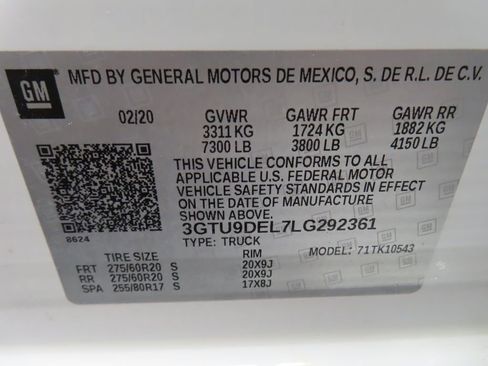 GM
MFD BY GENERAL MOTORS DE MEXICO, S. DE R.L. DE C.V.
02/20 GVWR GAWR FRT GAWR RR
3311 KG 1724 KG 1882 KG
7300 LB 3800 LB 4150 LB
THIS VEHICLE CONFORMS TO ALL
APPLICABLE U.S. FEDERAL MOTOR
VEHICLE SAFETY STANDARDS IN EFFECT
ON THE DATE OF MANUFACTURE
SHOWN ABOVE.
3GTU9DEL7LG292361
8624
TYPE: TRUCK MODEL: 71TK10543
TIRE SIZE RIM
FRT 275/60R20 S 20X9J
RR 275/60R20 S 20X9J
SPA 255/80R17 S 17X8J